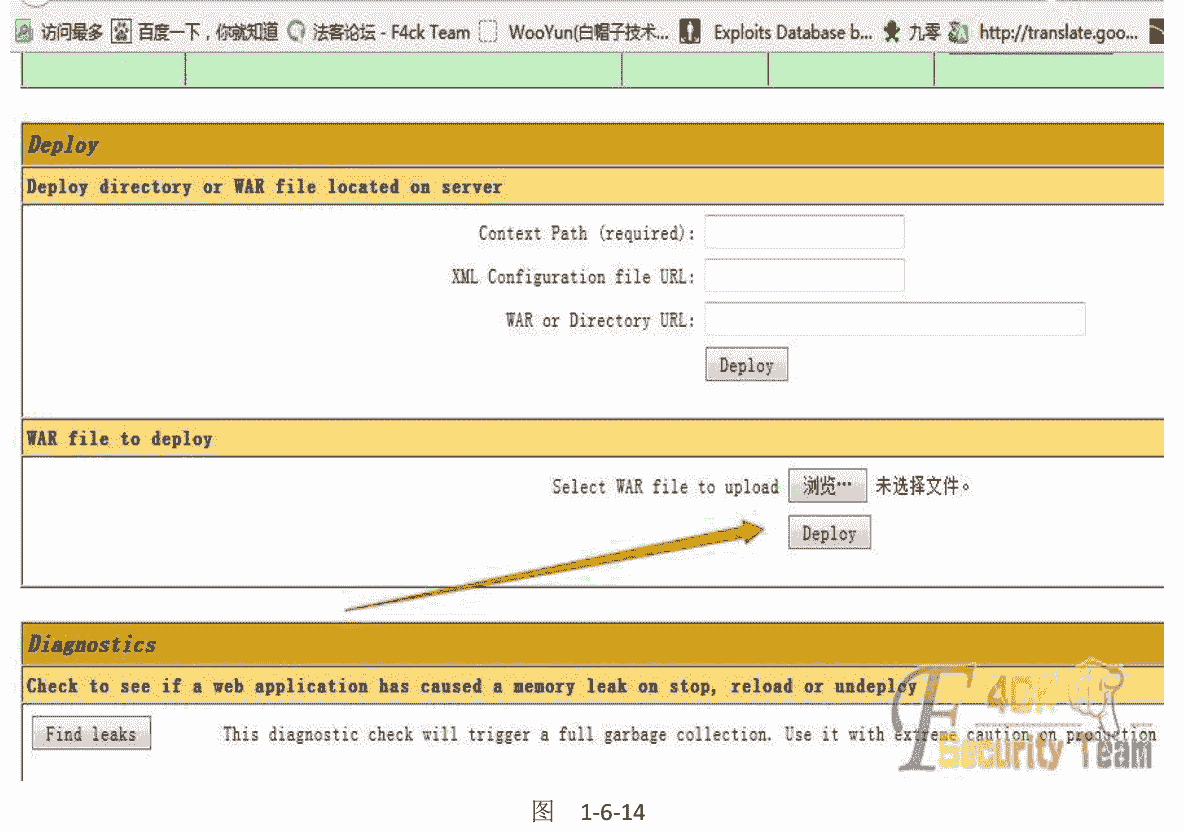 访问最多 百度一下，你就知道 法客论坛 - F4ck Team WooYun(白帽子技术... Exploits Database b... 九零 http://translate.goo...
Deploy
Deploy directory or WAR file located on server
Context Path (required):
XML Configuration file URL:
WAR or Directory URL:
Deploy
WAR file to deploy
Select WAR file to upload 浏览… 未选择文件。
Deploy
Diagnostics
Check to see if a web application has caused a memory leak on stop, reload or undeploy
Find leaks This diagnostic check will trigger a full garbage collection. Use it with extreme caution on production
F4ck
Security Team
图 1-6-14